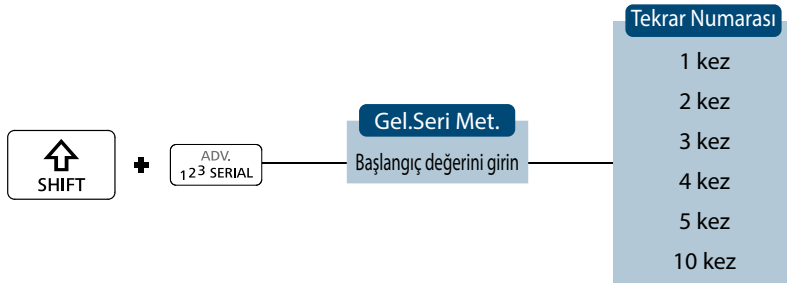 Tekrar Numarası
1 kez
2 kez
3 kez
4 kez
5 kez
10 kez
Gel.Seri Met.
Başlangıç değerini girin
SHIFT
+
ADV.
123 SERIAL